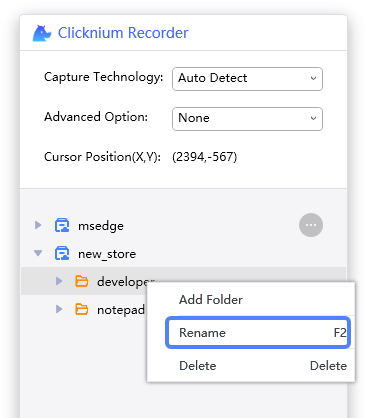 Clicknium Recorder
Capture Technology: Auto Detect
Advanced Option: None
Cursor Position(X,Y): (2394,-567)
msedge
new_store
developer
Add Folder
notepad
Rename F2
Delete Delete